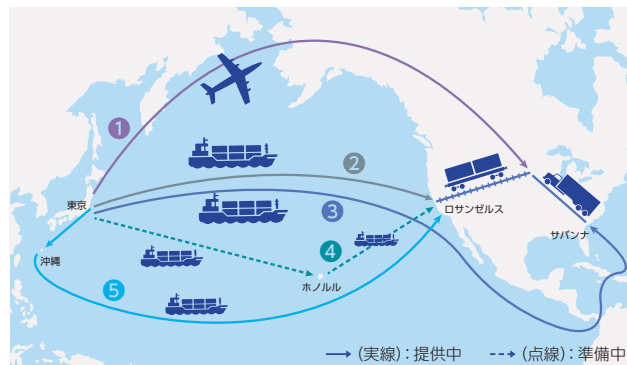 1
2
東京
ロサンゼルス
3
サバンナ
4
沖縄
ホノルル
5
(実線):提供中
(点線):準備中